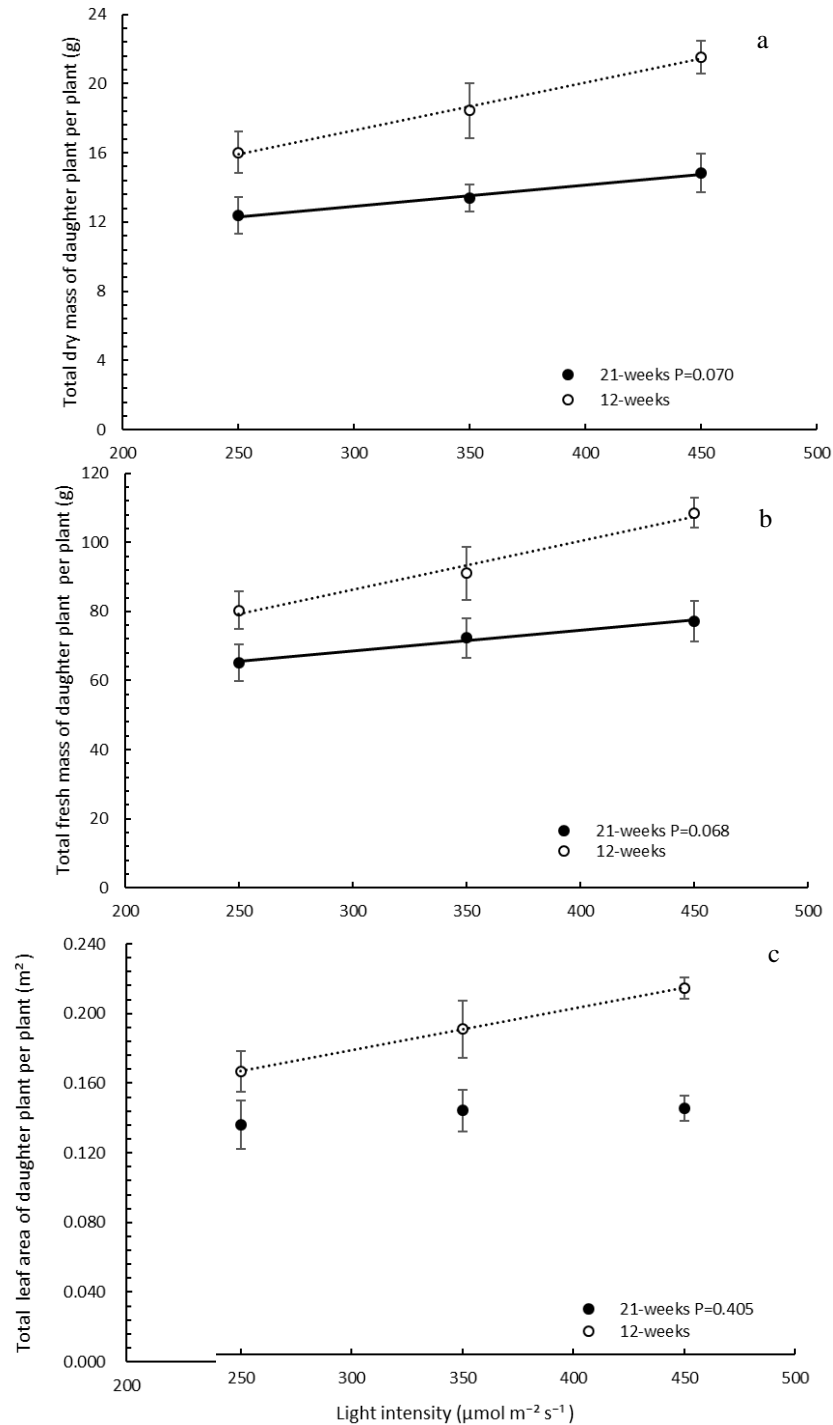 a
Total dry mass of daughter plant per plant (g)
24
20
16
12
8
4
0
21-weeks P=0.070
12-weeks
200 250 300 350 400 450 500
b
Total fresh mass of daughter plant per plant (g)
120
100
80
60
40
20
0
21-weeks P=0.068
12-weeks
200 250 300 350 400 450 500
c
Total leaf area of daughter plant per plant (m²)
0.240
0.200
0.160
0.120
0.080
0.040
0.000
21-weeks P=0.405
12-weeks
200 250 300 350 400 450 500
Light intensity (μmol m⁻² s⁻¹)